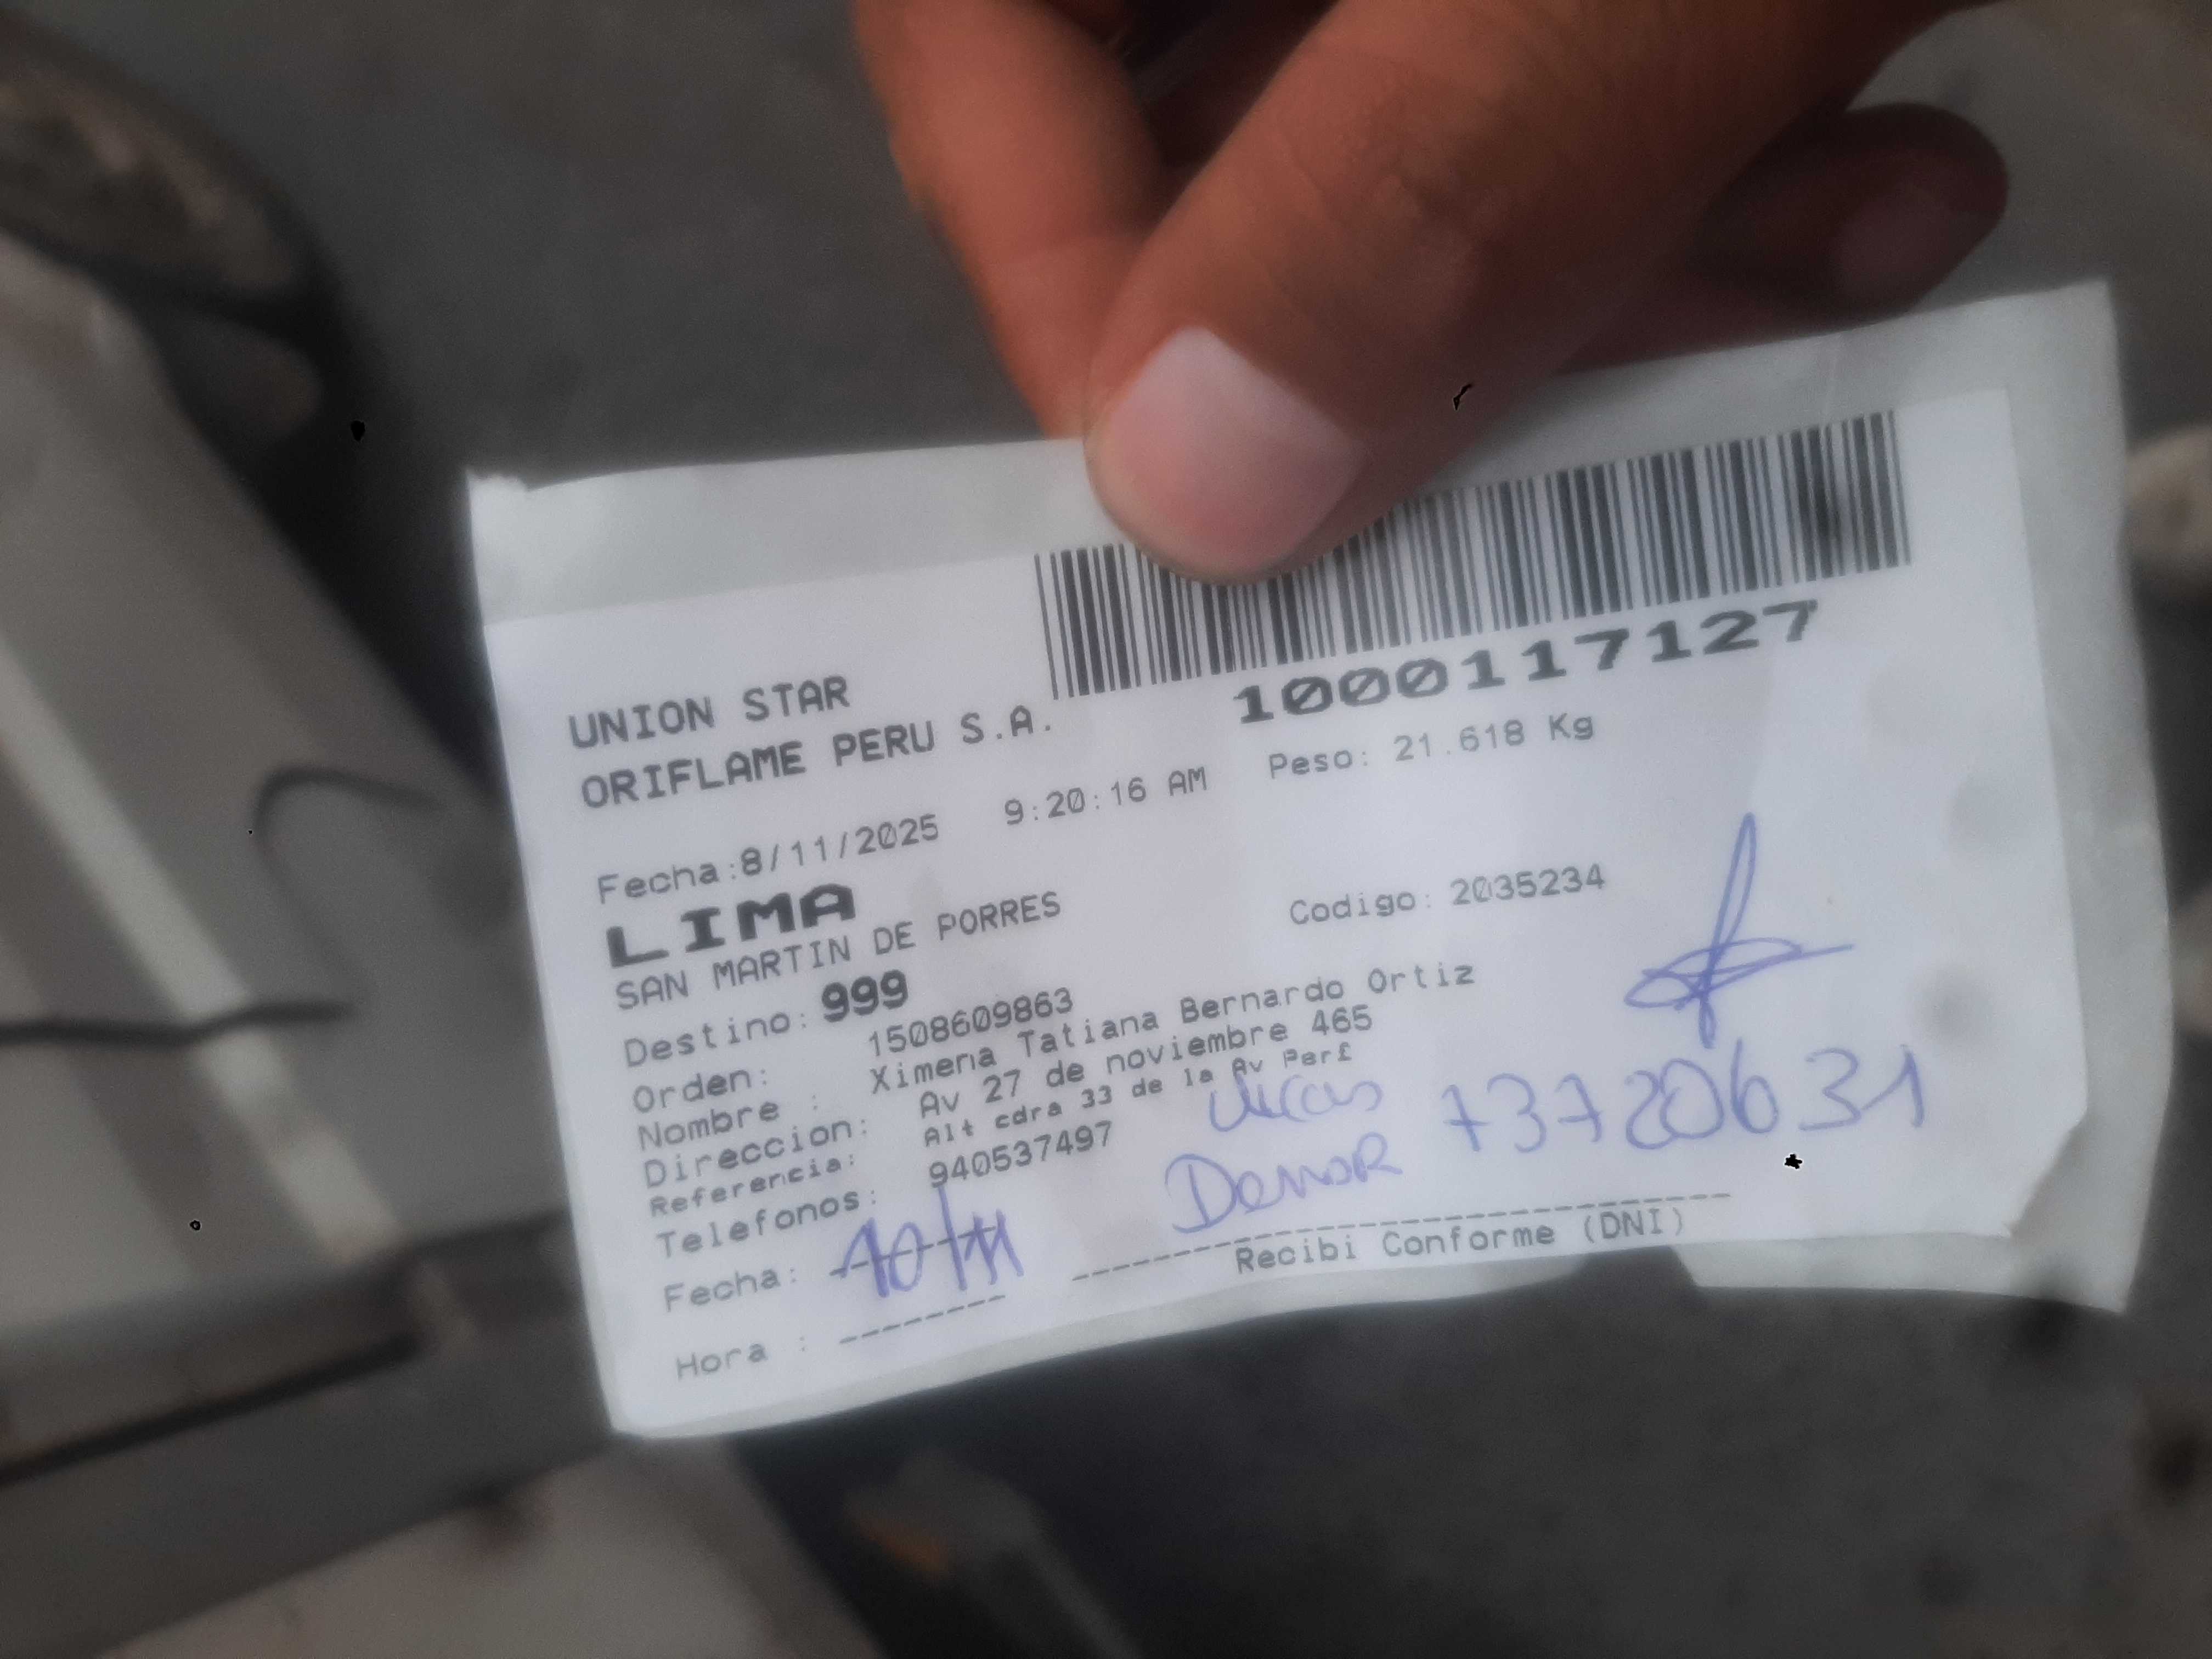 1000117127
UNION STAR
ORIFLAME PERU S.A.
Peso: 21.618 Kg
Fecha:8/11/2025 9:20:16 AM
LIMA
SAN MARTIN DE PORRES
Codigo: 2035234
Destino: 999
Orden: 1508609863
Nombre : Ximena Tatiana Bernardo Ortiz
Direccion: Av 27 de noviembre 465
Referencia: Alt cdra 33 de la Av Per£
Telefonos: 940537497
73720631
Fecha: 10/11
Recibi Conforme (DNI)
Hora :